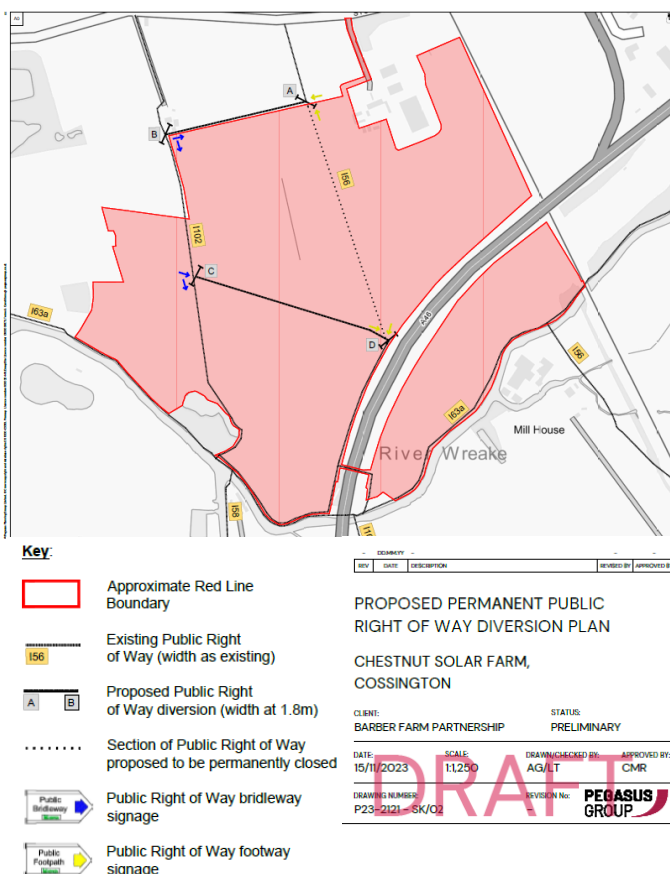 A
B
I56
I102
C
I63a
D
A46
I56
I63a
Mill House
River Wreake
I58
Key:
Approximate Red Line
Boundary
I56
Existing Public Right
of Way (width as existing)
A B
Proposed Public Right
of Way diversion (width at 1.8m)
Section of Public Right of Way
proposed to be permanently closed
Public
Bridleway
Public Right of Way bridleway
signage
Public
Footpath
Public Right of Way footway
signage
- DD.MM.YY - - -
REV DATE DESCRIPTION REVISED BY APPROVED BY
PROPOSED PERMANENT PUBLIC
RIGHT OF WAY DIVERSION PLAN
CHESTNUT SOLAR FARM,
COSSINGTON
CLIENT: STATUS:
BARBER FARM PARTNERSHIP PRELIMINARY
DATE: SCALE: DRAWN/CHECKED BY: APPROVED BY:
15/11/2023 1:1,250 AG/LT CMR
DRAFT
DRAWING NUMBER: REVISION No:
P23-2121 - SK/02
PEGASUS
GROUP